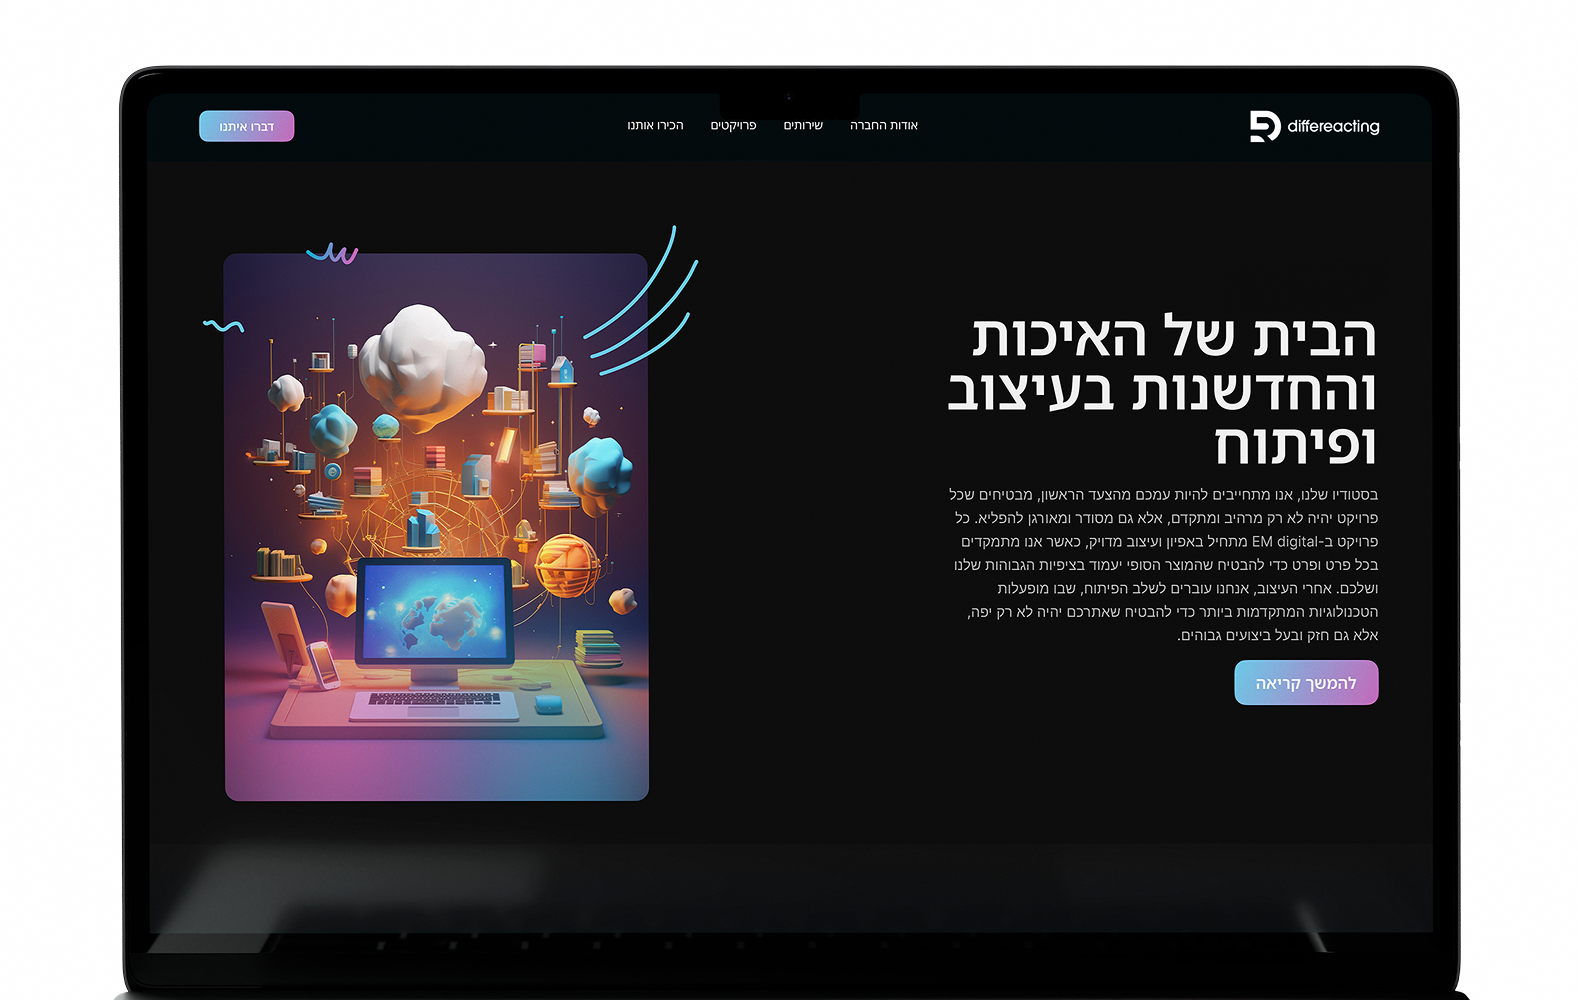 differeacting
אודות החברה
שירותים
פרויקטים
הכירו אותנו
דברו איתנו
הבית של האיכות
והחדשנות בעיצוב
ופיתוח
בסטודיו שלנו, אנו מתחייבים להיות עמכם מהצעד הראשון, מבטיחים שכל
פרויקט יהיה לא רק מרהיב ומתקדם, אלא גם מסודר ומאורגן להפליא. כל
פרויקט ב-EM digital מתחיל באפיון ועיצוב מדויק, כאשר אנו מתמקדים
בכל פרט ופרט כדי להבטיח שהמוצר הסופי יעמוד בציפיות הגבוהות שלנו
ושלכם. אחרי העיצוב, אנחנו עוברים לשלב הפיתוח, שבו מופעלות
הטכנולוגיות המתקדמות ביותר כדי להבטיח שאתרכם יהיה לא רק יפה,
אלא גם חזק ובעל ביצועים גבוהים.
להמשך קריאה